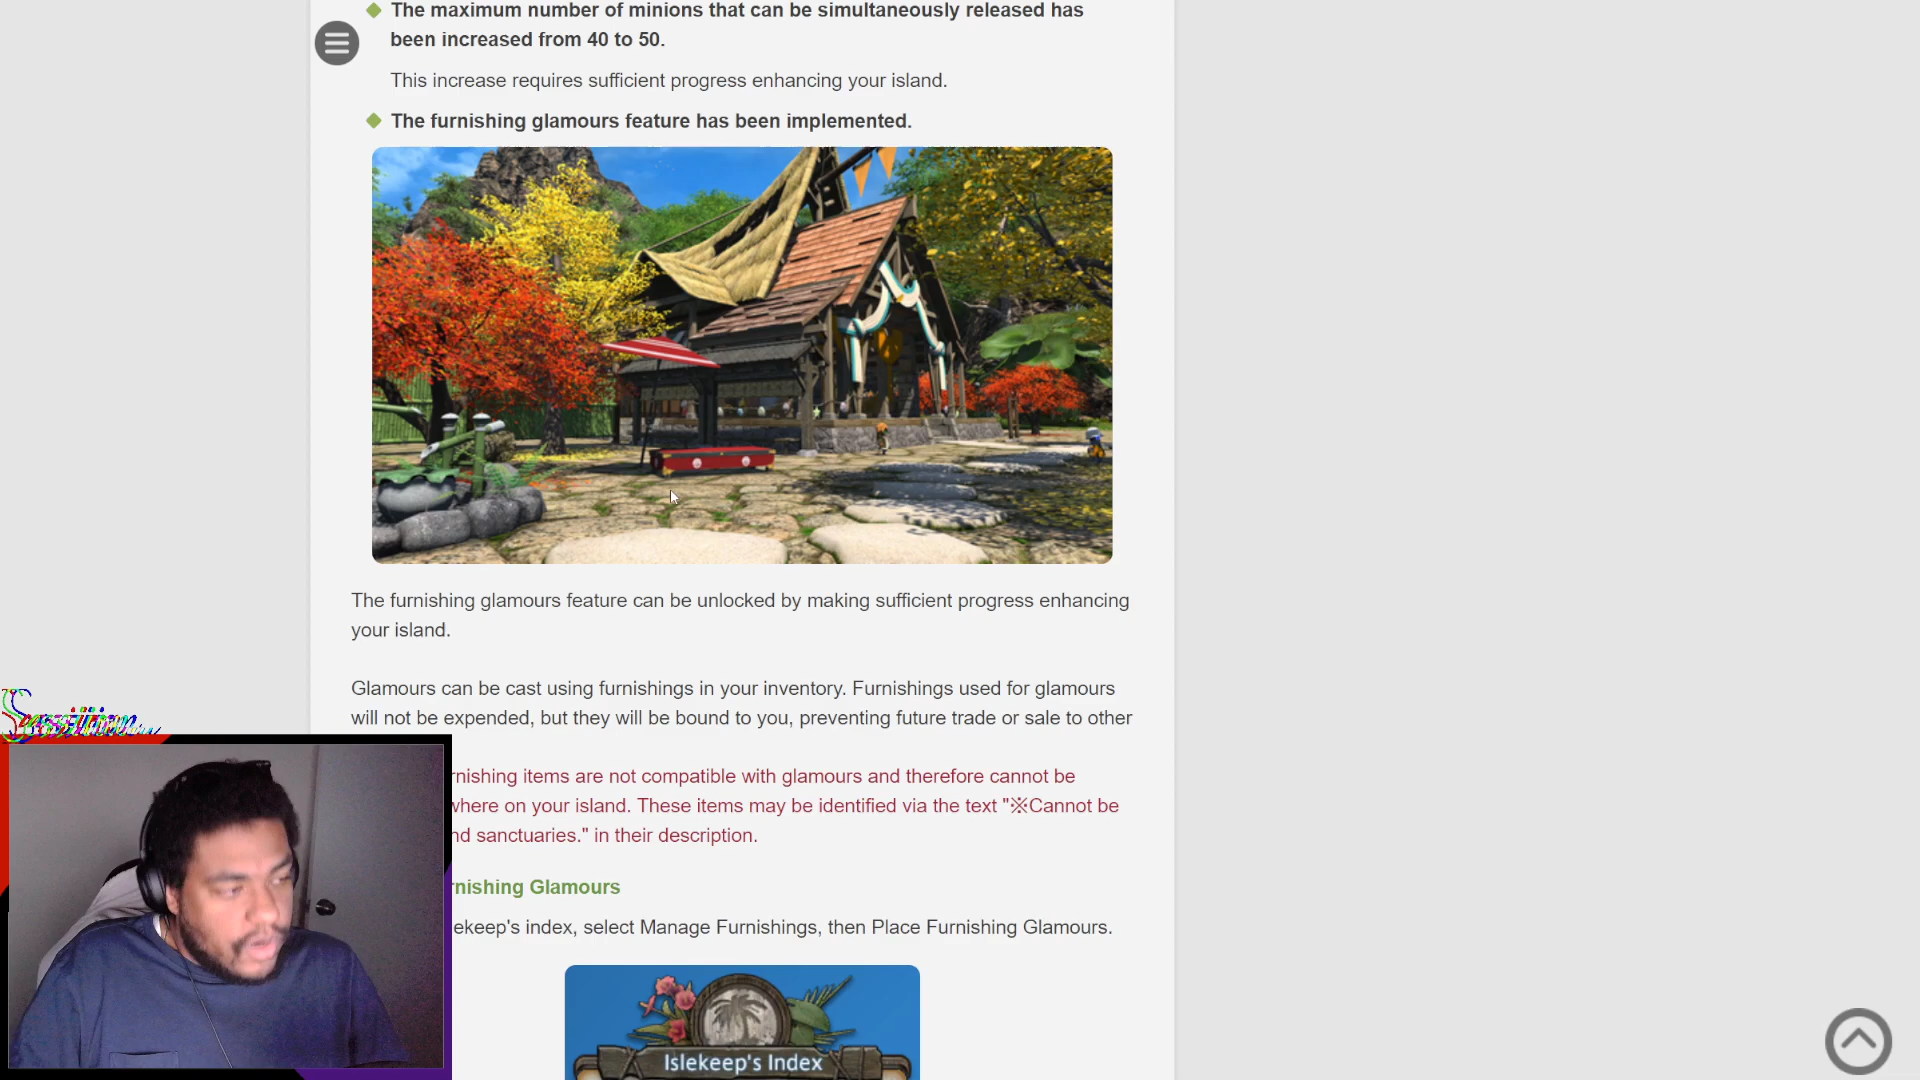 The maximum number of minions that can be simultaneously released has
been increased from 40 to 50.
This increase requires sufficient progress enhancing your island.
The furnishing glamours feature has been implemented.
The furnishing glamours feature can be unlocked by making sufficient progress enhancing
your island.
Glamours can be cast using furnishings in your inventory. Furnishings used for glamours
will not be expended, but they will be bound to you, preventing future trade or sale to other
rnishing items are not compatible with glamours and therefore cannot be
where on your island. These items may be identified via the text "※Cannot be
nd sanctuaries." in their description.
rnishing Glamours
ekeep's index, select Manage Furnishings, then Place Furnishing Glamours.
Islekeep's Index